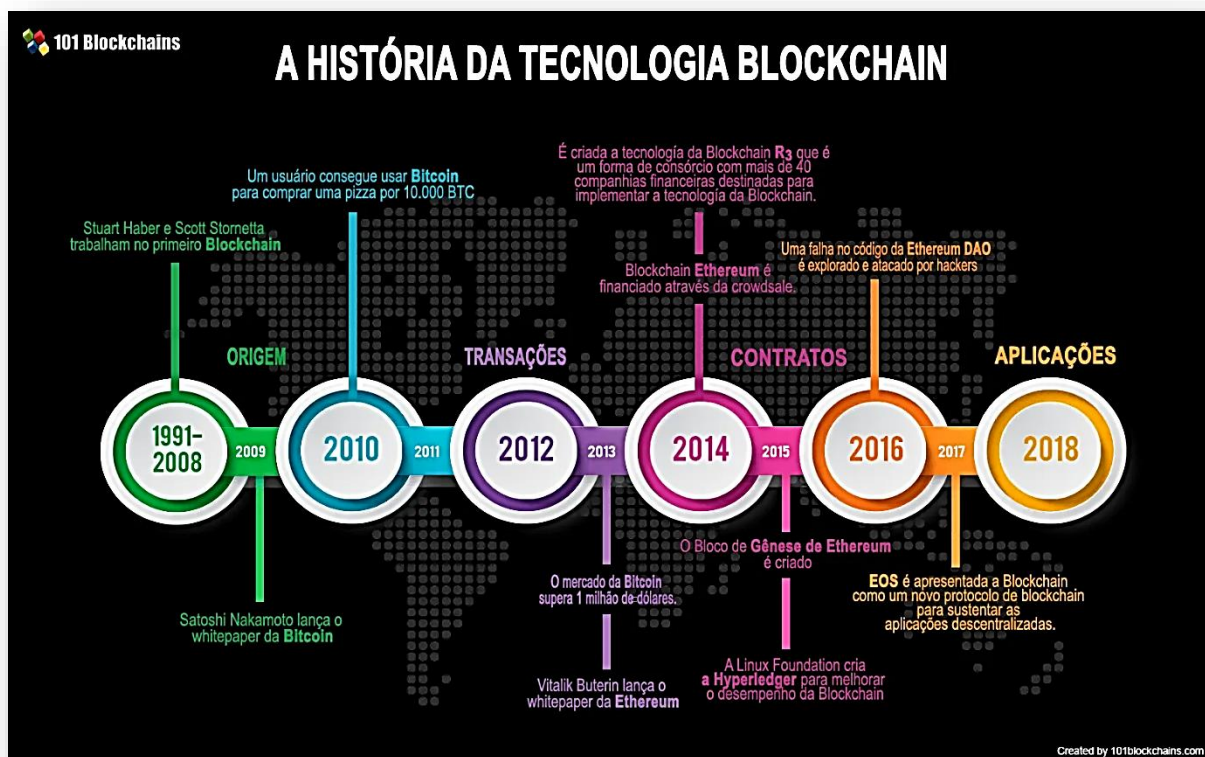 101 Blockchains
A HISTÓRIA DA TECNOLOGIA BLOCKCHAIN
Stuart Haber e Scott Stornetta
trabalham no primeiro Blockchain
Um usuário consegue usar Bitcoin
para comprar uma pizza por 10.000 BTC
É criada a tecnología da Blockchain R3 que é
um forma de consórcio com mais de 40
companhias financeiras destinadas para
implementar a tecnología da Blockchain.
Blockchain Ethereum é
financiado através da crowdsale.
Uma falha no código da Ethereum DAO
é explorado e atacado por hackers
ORIGEM
TRANSAÇÕES
CONTRATOS
APLICAÇÕES
1991-
2008
2009
2010
2011
2012
2013
2014
2015
2016
2017
2018
Satoshi Nakamoto lança o
whitepaper da Bitcoin
O mercado da Bitcoin
supera 1 milhão de dólares.
Vitalik Buterin lança o
whitepaper da Ethereum
O Bloco de Gênese de Ethereum
é criado
A Linux Foundation cria
a Hyperledger para melhorar
o desempenho da Blockchain
EOS é apresentada a Blockchain
como um novo protocolo de blockchain
para sustentar as
aplicações descentralizadas.
Created by 101blockchains.com